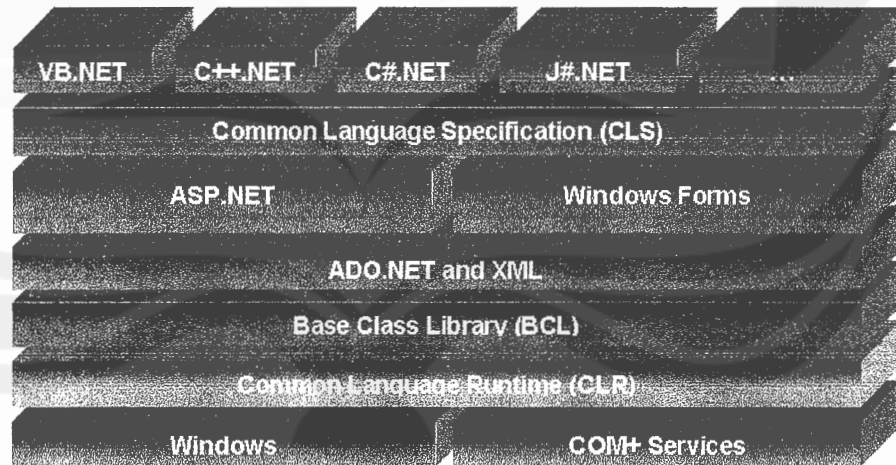 VB.NET C++.NET C#.NET J#.NET ...
Common Language Specification (CLS)
ASP.NET Windows Forms
ADO.NET and XML
Base Class Library (BCL)
Common Language Runtime (CLR)
Windows COM+ Services